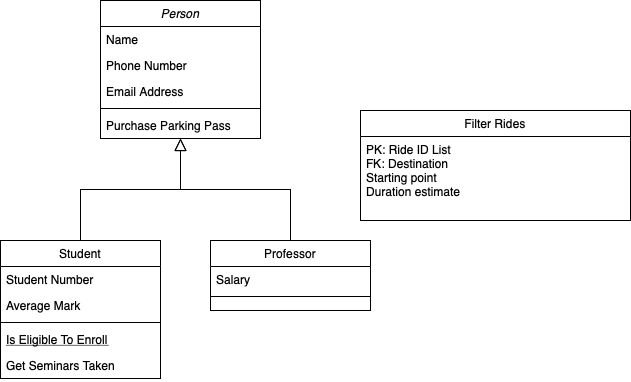 Person
Name
Phone Number
Email Address
Purchase Parking Pass
Filter Rides
PK: Ride ID List
FK: Destination
Starting point
Duration estimate
Student
Student Number
Average Mark
Is Eligible To Enroll
Get Seminars Taken
Professor
Salary